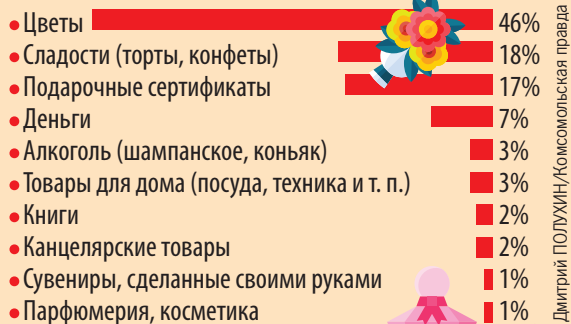 • Цветы 46%
• Сладости (торты, конфеты) 18%
• Подарочные сертификаты 17%
• Деньги 7%
• Алкоголь (шампанское, коньяк) 3%
• Товары для дома (посуда, техника и т. п.) 3%
• Книги 2%
• Канцелярские товары 2%
• Сувениры, сделанные своими руками 1%
• Парфюмерия, косметика 1%
Дмитрий ПОЛУХИН/Комсомольская правда